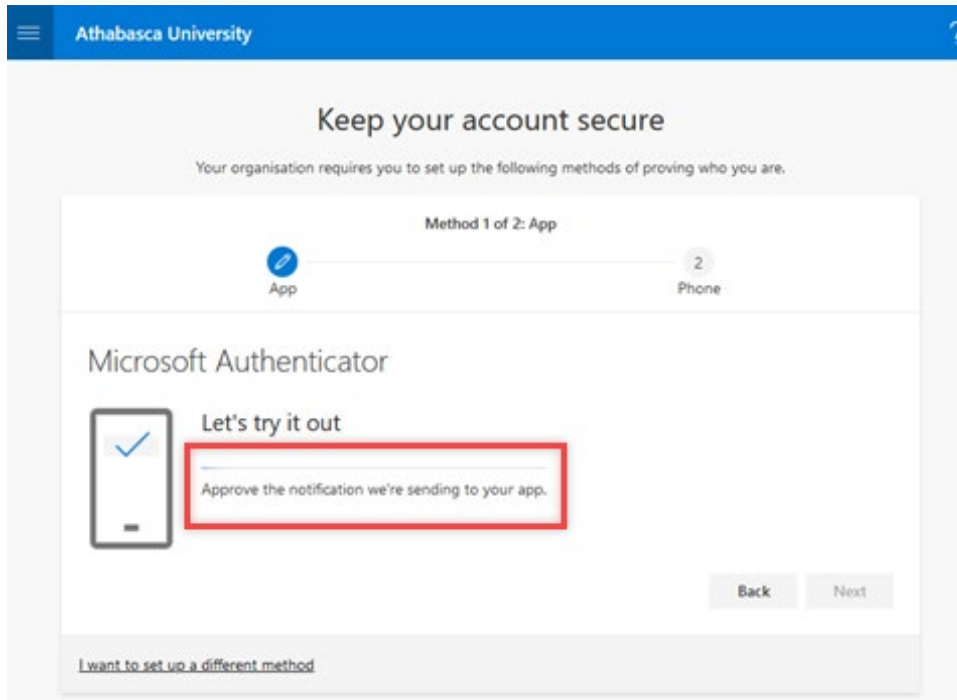 Athabasca University
?
Keep your account secure
Your organisation requires you to set up the following methods of proving who you are.
Method 1 of 2: App
2
App
Phone
Microsoft Authenticator
Let's try it out
Approve the notification we're sending to your app.
Back
Next
I want to set up a different method